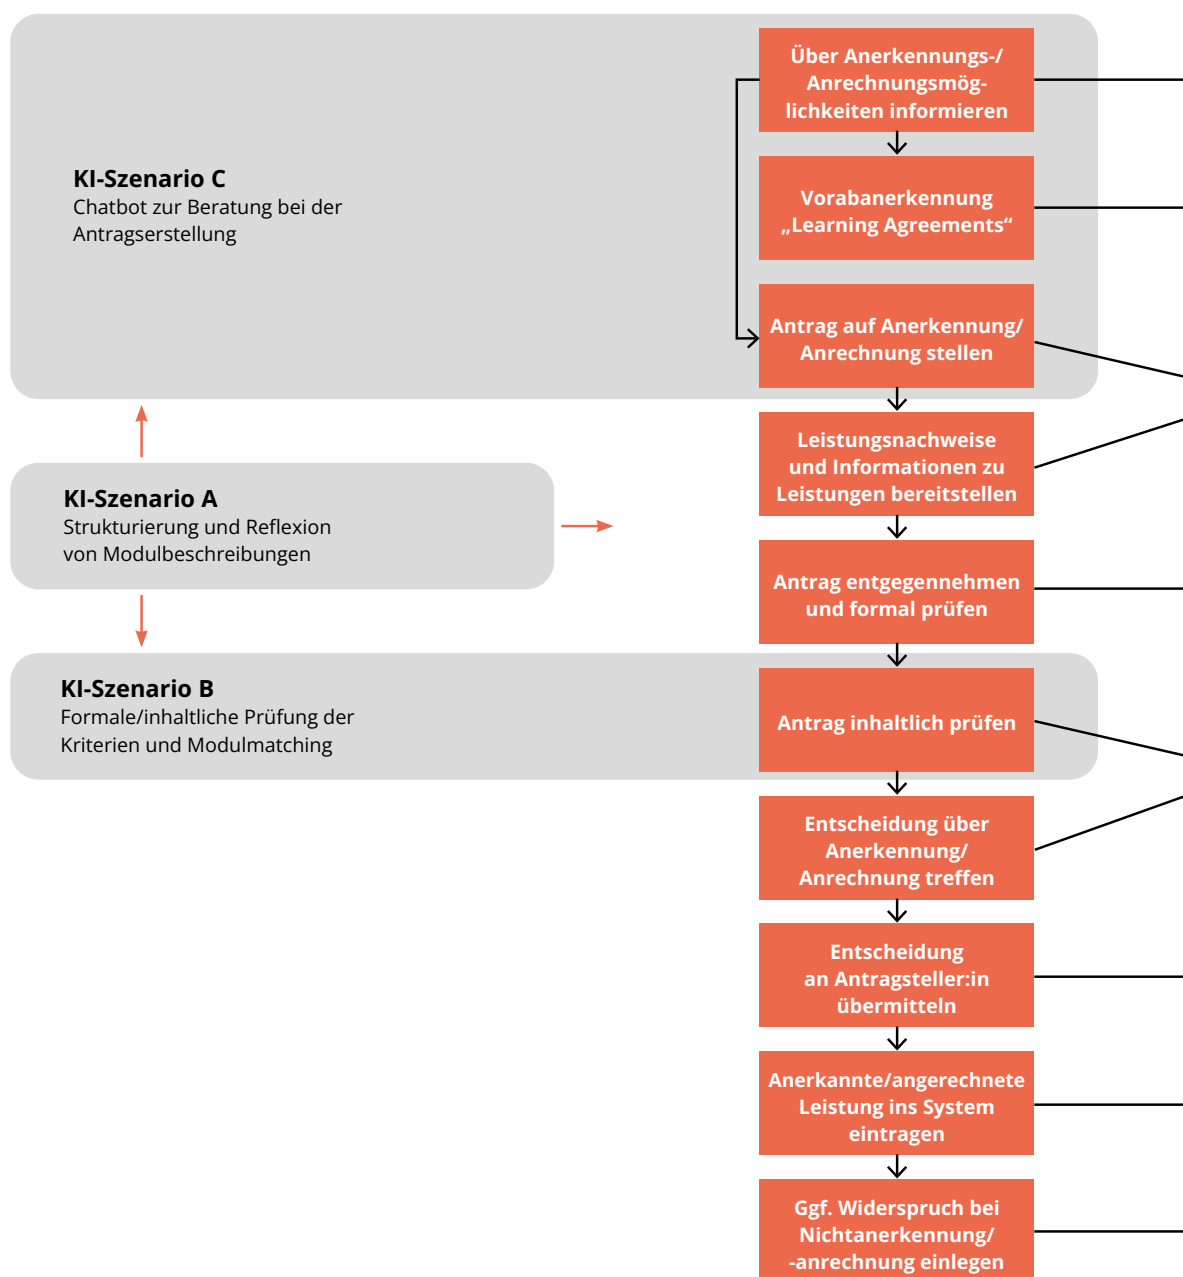 Über Anerkennungs-/
Anrechnungsmög-
lichkeiten informieren
KI-Szenario C
Chatbot zur Beratung bei der
Antragserstellung
Vorabanerkennung
„Learning Agreements“
Antrag auf Anerkennung/
Anrechnung stellen
Leistungsnachweise
und Informationen zu
Leistungen bereitstellen
KI-Szenario A
Strukturierung und Reflexion
von Modulbeschreibungen
Antrag entgegennehmen
und formal prüfen
KI-Szenario B
Formale/inhaltliche Prüfung der
Kriterien und Modulmatching
Antrag inhaltlich prüfen
Entscheidung über
Anerkennung/
Anrechnung treffen
Entscheidung
an Antragsteller:in
übermitteln
Anerkannte/angerechnete
Leistung ins System
eintragen
Ggf. Widerspruch bei
Nichtanerkennung/
-anrechnung einlegen